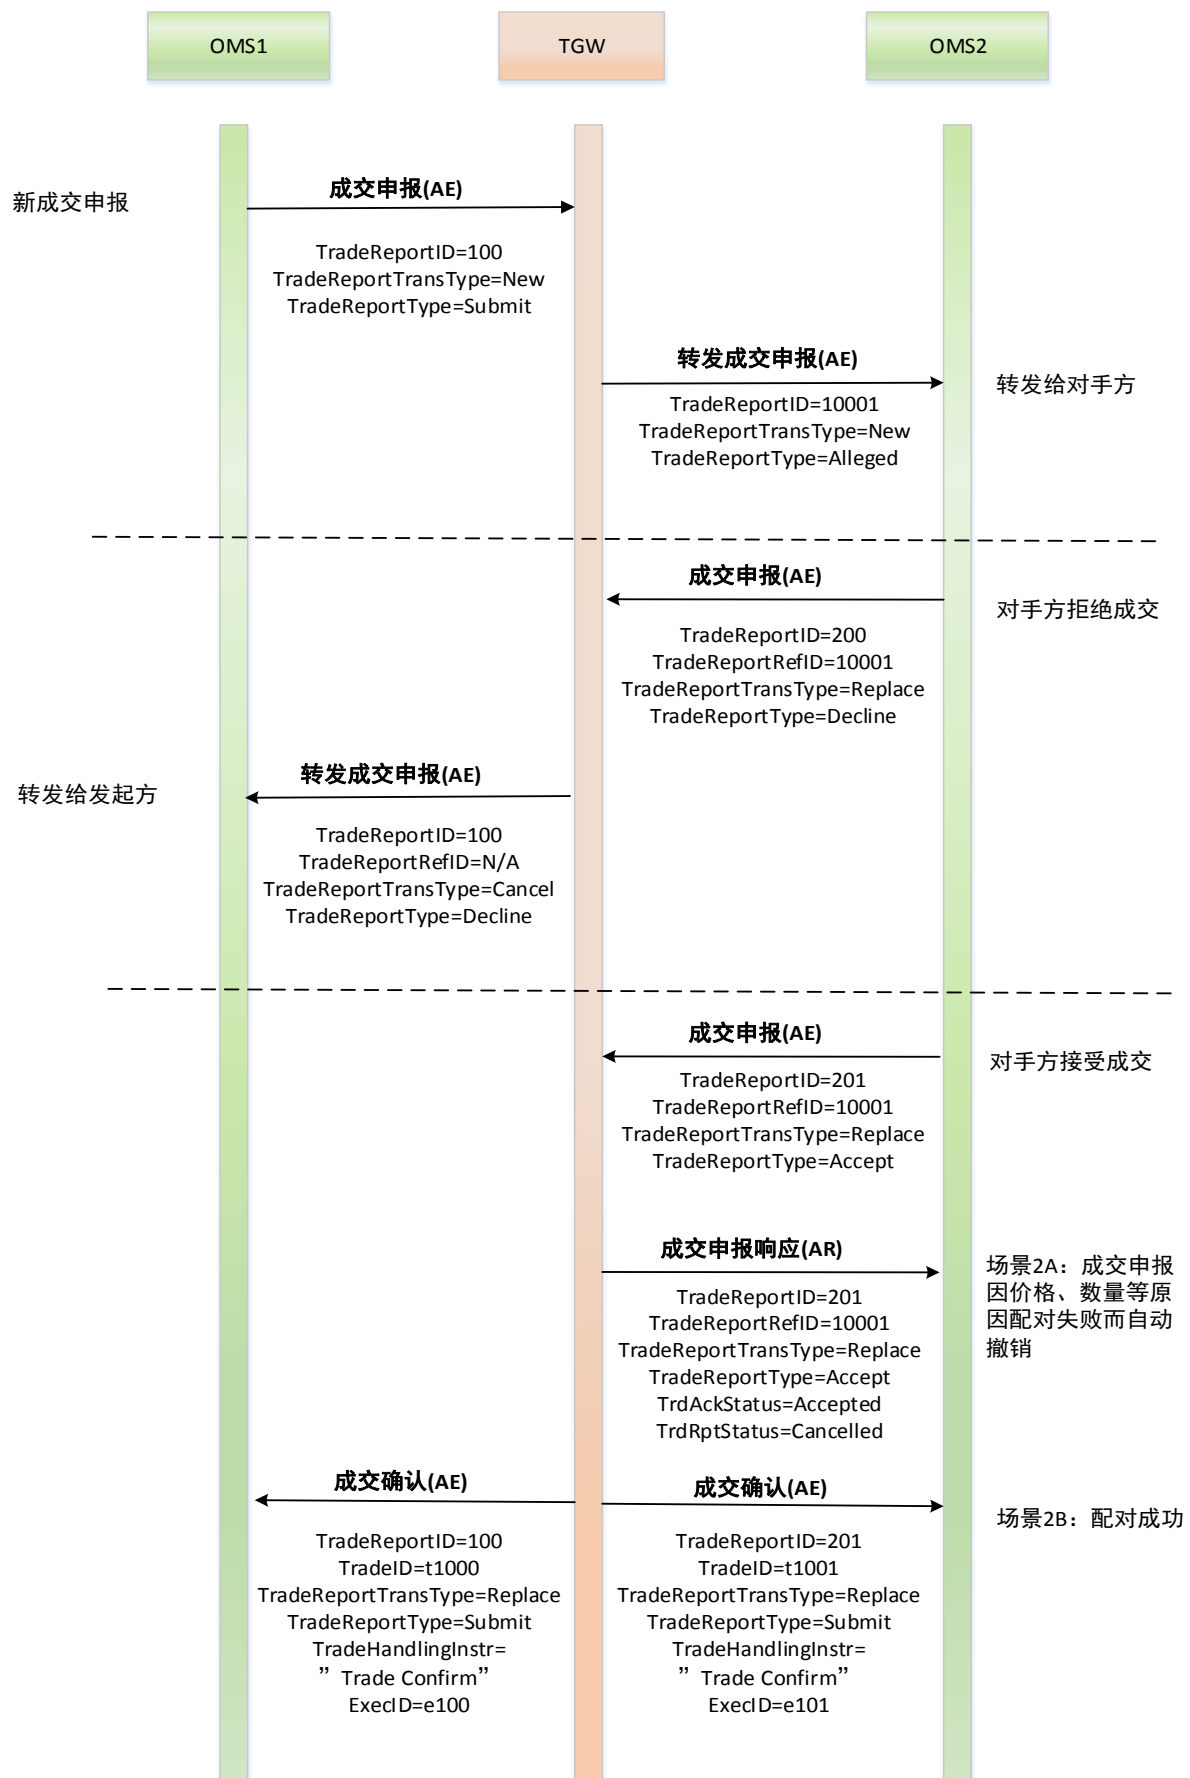 OMS1
TGW
OMS2
新成交申报
成交申报(AE)
TradeReportID=100
TradeReportTransType=New
TradeReportType=Submit
转发成交申报(AE)
转发给对手方
TradeReportID=10001
TradeReportTransType=New
TradeReportType=Alleged
成交申报(AE)
对手方拒绝成交
TradeReportID=200
TradeReportRefID=10001
TradeReportTransType=Replace
TradeReportType=Decline
转发成交申报(AE)
转发给发起方
TradeReportID=100
TradeReportRefID=N/A
TradeReportTransType=Cancel
TradeReportType=Decline
成交申报(AE)
对手方接受成交
TradeReportID=201
TradeReportRefID=10001
TradeReportTransType=Replace
TradeReportType=Accept
成交申报响应(AR)
场景2A：成交申报
因价格、数量等原
因配对失败而自动
撤销
TradeReportID=201
TradeReportRefID=10001
TradeReportTransType=Replace
TradeReportType=Accept
TrdAckStatus=Accepted
TrdRptStatus=Cancelled
成交确认(AE)
TradeReportID=100
TradeID=t1000
TradeReportTransType=Replace
TradeReportType=Submit
TradeHandlingInstr=
”Trade Confirm”
ExecID=e100
成交确认(AE)
场景2B：配对成功
TradeReportID=201
TradeID=t1001
TradeReportTransType=Replace
TradeReportType=Submit
TradeHandlingInstr=
”Trade Confirm”
ExecID=e101